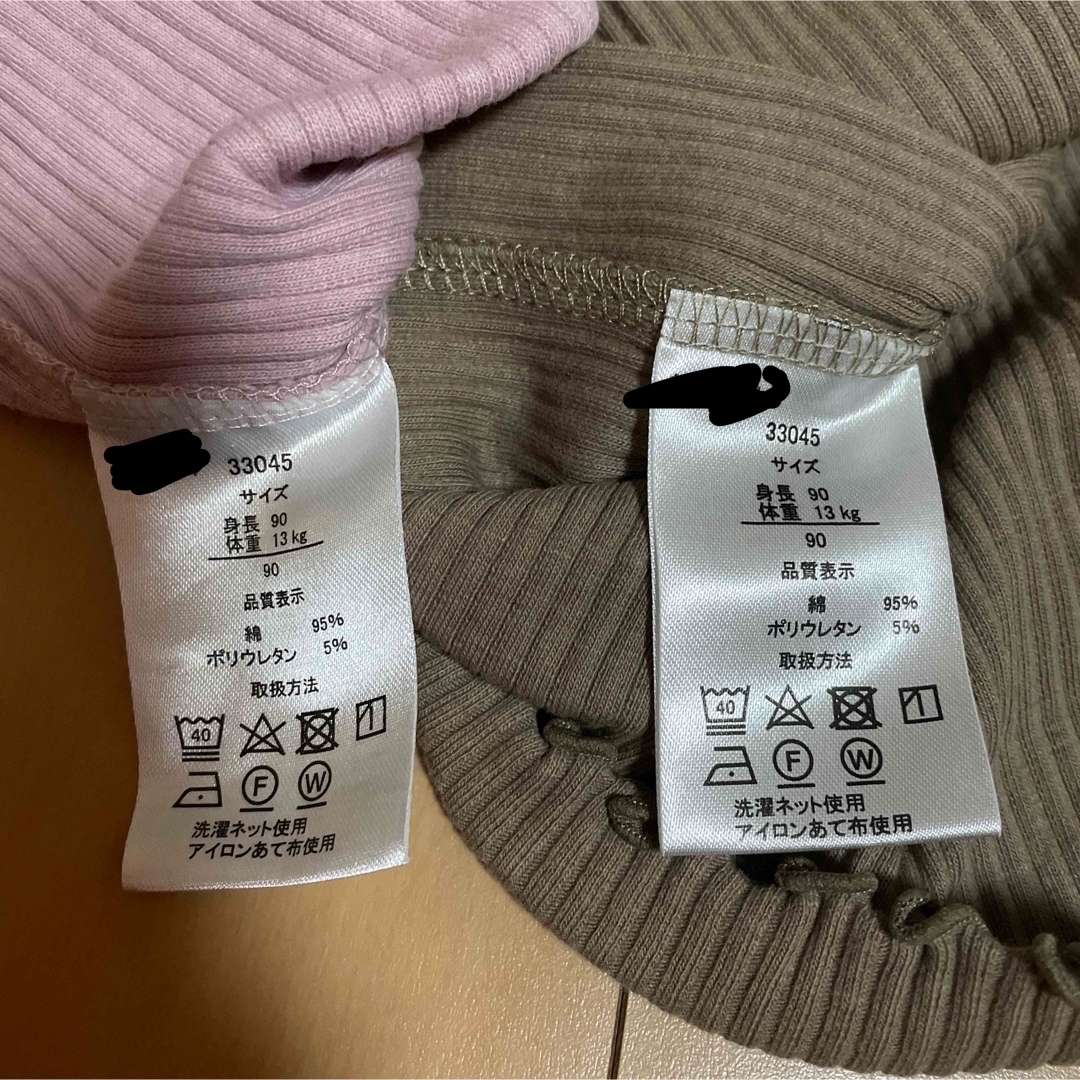 33045
サイズ
身長 90
体重 13kg
90
品質表示
綿 95%
ポリウレタン 5%
取扱方法
40
F W
洗濯ネット使用
アイロンあて布使用
33045
サイズ
身長 90
体重 13kg
90
品質表示
綿 95%
ポリウレタン 5%
取扱方法
40
F W
洗濯ネット使用
アイロンあて布使用